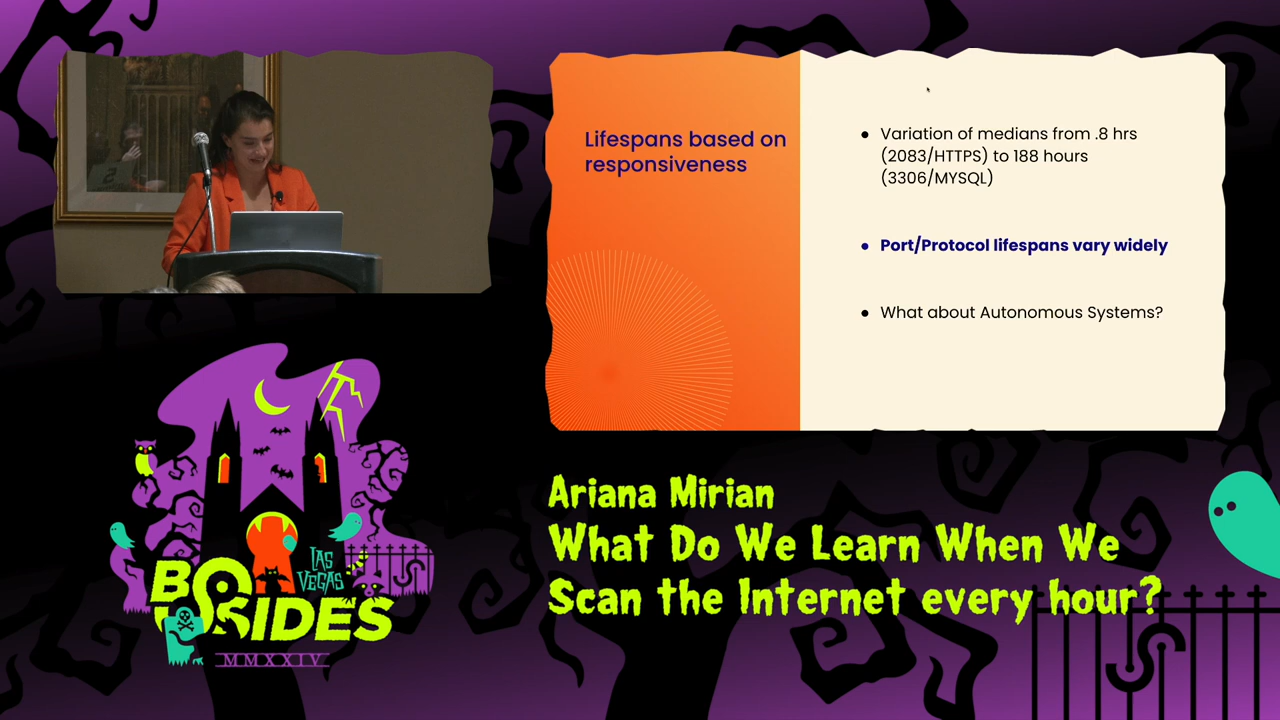 Lifespans based on
responsiveness
● Variation of medians from .8 hrs
(2083/HTTPS) to 188 hours
(3306/MYSQL)
● Port/Protocol lifespans vary widely
● What about Autonomous Systems?
LAS
VEGAS
BSIDES
MMXXIV
Ariana Mirian
What Do We Learn When We
Scan the Internet every hour?